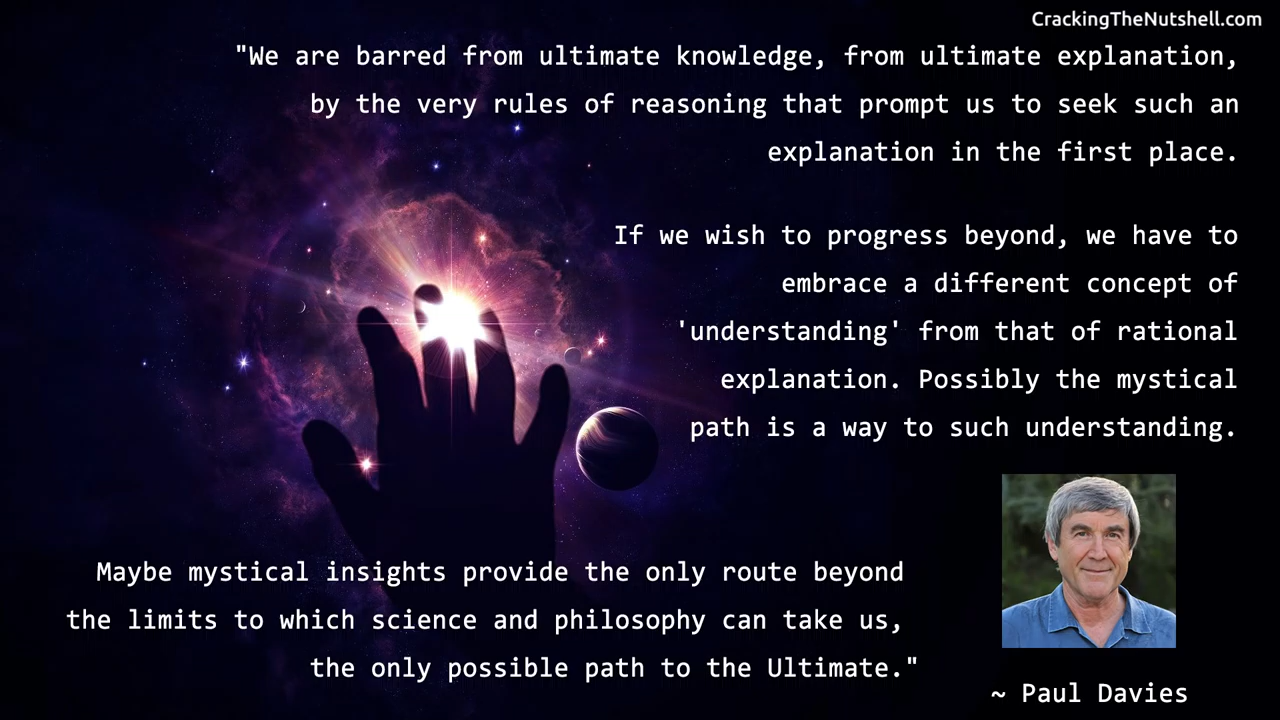 CrackingTheNutshell.com
"We are barred from ultimate knowledge, from ultimate explanation,
by the very rules of reasoning that prompt us to seek such an
explanation in the first place.
If we wish to progress beyond, we have to
embrace a different concept of
'understanding' from that of rational
explanation. Possibly the mystical
path is a way to such understanding.
Maybe mystical insights provide the only route beyond
the limits to which science and philosophy can take us,
the only possible path to the Ultimate."
~ Paul Davies